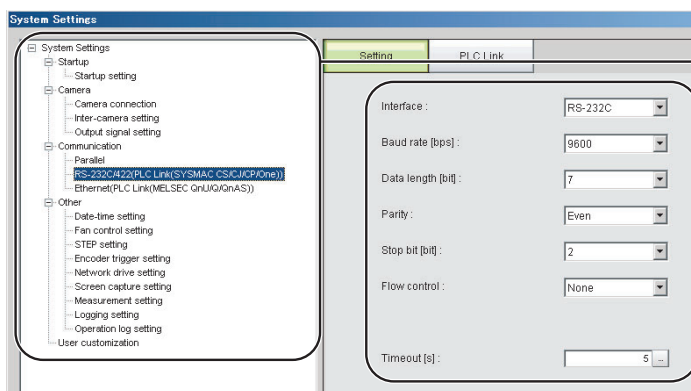 System Settings
System Settings
Startup
Startup setting
Camera
Camera connection
Inter-camera setting
Output signal setting
Communication
Parallel
RS-232C/422(PLC Link(SYSMAC CS/CJ/CP/One))
Ethernet(PLC Link(MELSEC QnU/Q/QnAS))
Other
Date-time setting
Fan control setting
STEP setting
Encoder trigger setting
Network drive setting
Screen capture setting
Measurement setting
Logging setting
Operation log setting
User customization
Setting PLC Link
Interface : RS-232C
Baud rate [bps] : 9600
Data length [bit] : 7
Parity : Even
Stop bit [bit] : 2
Flow control : None
Timeout [s] : 5 ...